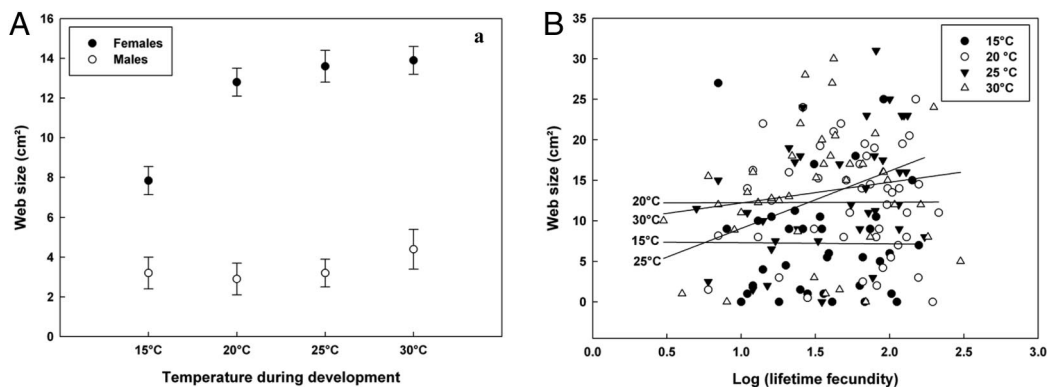 A
a
Females
Males
Web size (cm²)
16
14
12
10
8
6
4
2
0
15°C 20°C 25°C 30°C
Temperature during development
B
15°C
20 °C
25 °C
30°C
Web size (cm²)
35
30
25
20
15
10
5
0
20°C
30°C
15°C
25°C
0.0 0.5 1.0 1.5 2.0 2.5 3.0
Log (lifetime fecundity)